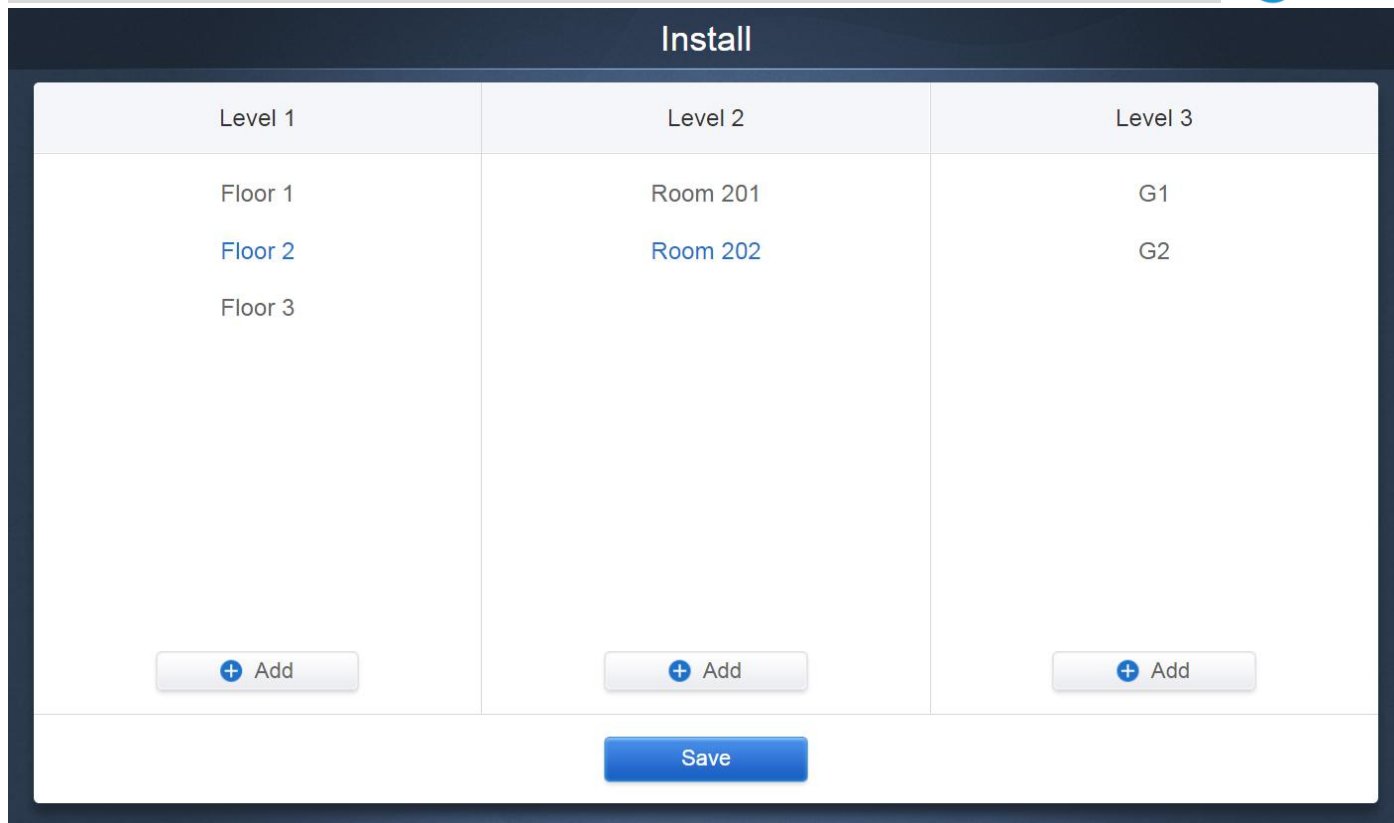 Install
Level 1 Level 2 Level 3
Floor 1 Room 201 G1
Floor 2 Room 202 G2
Floor 3
Add Add Add
Save